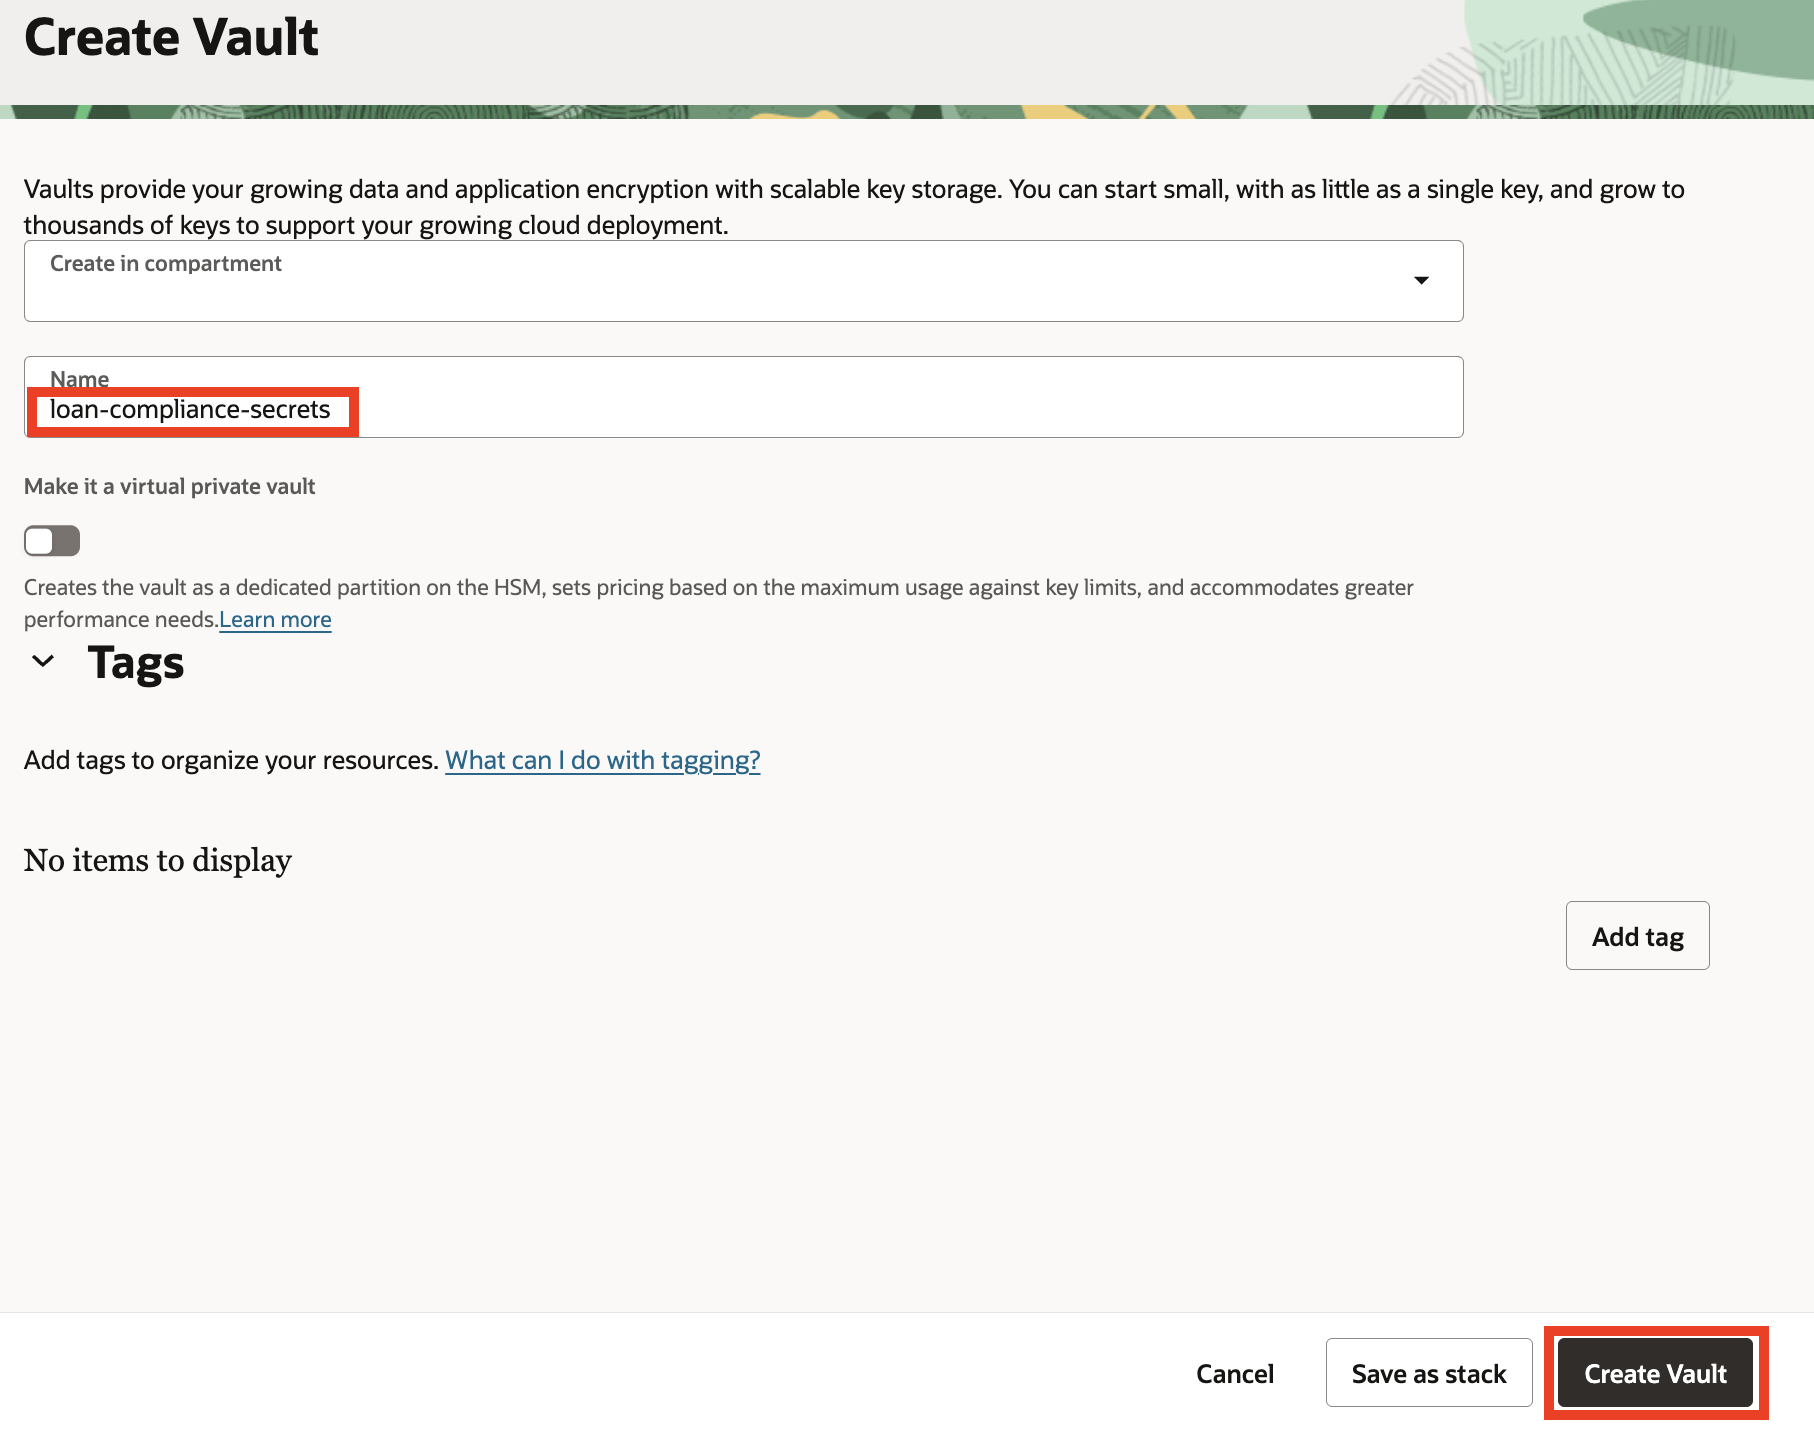 Create Vault
Vaults provide your growing data and application encryption with scalable key storage. You can start small, with as little as a single key, and grow to
thousands of keys to support your growing cloud deployment.
Create in compartment
Name
loan-compliance-secrets
Make it a virtual private vault
Creates the vault as a dedicated partition on the HSM, sets pricing based on the maximum usage against key limits, and accommodates greater
performance needs.Learn more
Tags
Add tags to organize your resources. What can I do with tagging?
No items to display
Add tag
Cancel
Save as stack
Create Vault